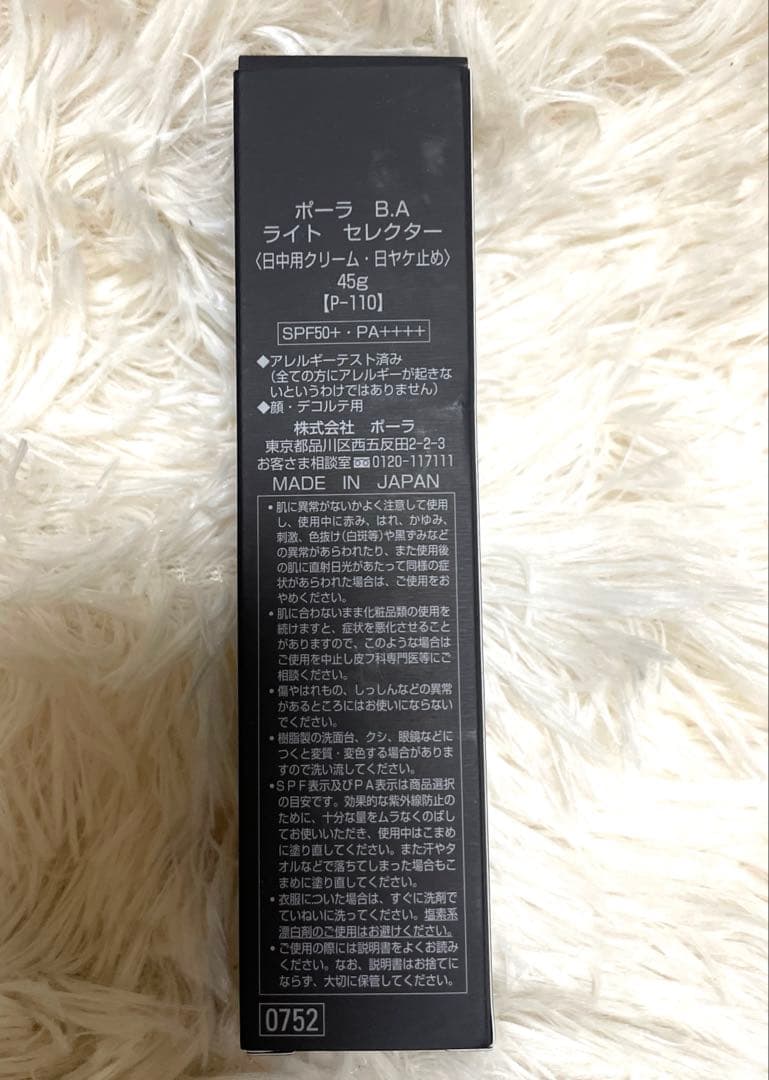 ポーラ B.A
ライト セレクター
〈日中用クリーム・日ヤケ止め〉
45g
【P-110】
SPF50+・PA++++
◆アレルギーテスト済み
(全ての方にアレルギーが起きな
いというわけではありません)
◆顔・デコルテ用
株式会社 ポーラ
東京都品川区西五反田2-2-3
お客さま相談室 0120-117111
MADE IN JAPAN
・肌に異常がないかよく注意して使用
し、使用中に赤み、はれ、かゆみ、
刺激、色抜け(白斑等)や黒ずみなど
の異常があらわれたり、また使用後
の肌に直射日光があたって同様の症
状があらわれた場合は、ご使用をお
やめください。
・肌に合わないまま化粧品類の使用を
続けますと、症状を悪化させること
がありますので、このような場合は
ご使用を中止し皮フ科専門医等にご
相談ください。
・傷やはれもの、しっしんなどの異常
があるところにはお使いにならない
でください。
・樹脂製の洗面台、クシ、眼鏡などに
つくと変質・変色する場合がありま
すので洗い流してください。
・SPF表示及びPA表示は商品選択
の目安です。効果的な紫外線防止の
ために、十分な量をムラなくのばし
てお使いいただき、使用中はこまめ
に塗り直してください。また汗やタ
オルなどで落ちてしまった場合もこ
まめに塗り直してください。
・衣服についた場合は、すぐに洗剤で
ていねいに洗ってください。塩素系
漂白剤のご使用はお避けください。
・ご使用の際には説明書をよくお読み
ください。なお、説明書はお捨てに
ならず、大切に保管してください。
0752